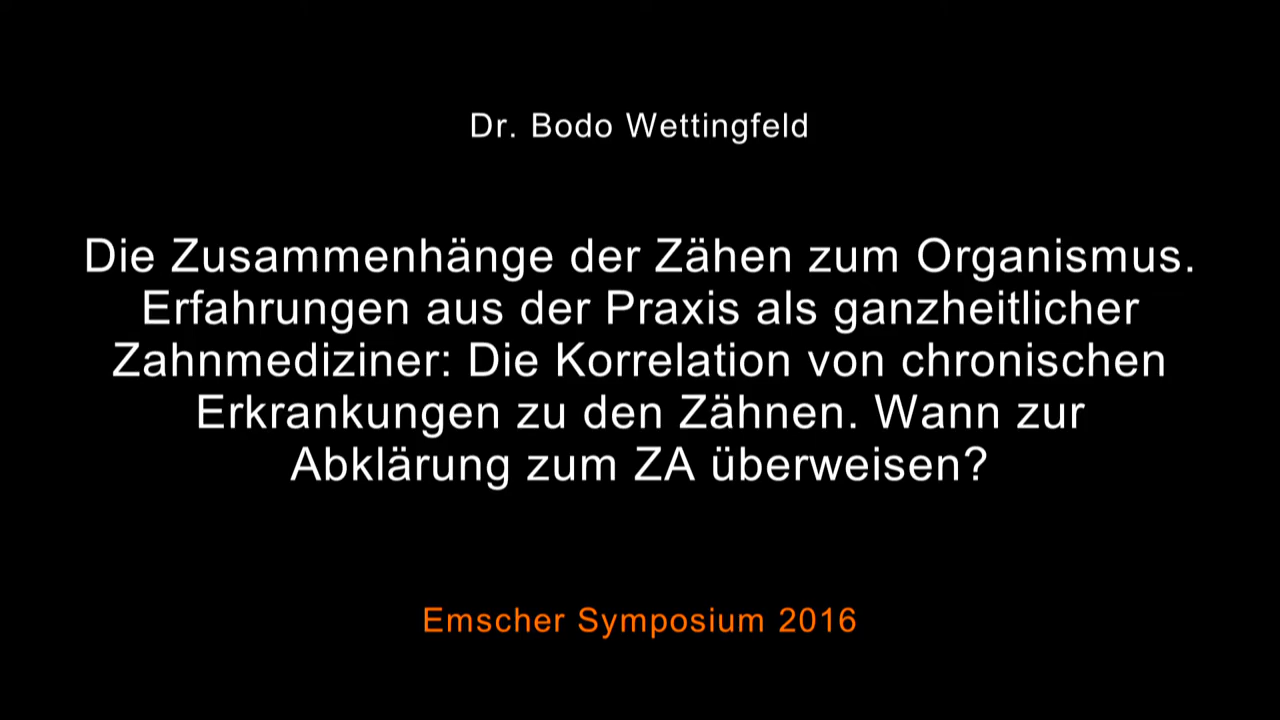 Dr. Bodo Wettingfeld
Die Zusammenhänge der Zähen zum Organismus.
Erfahrungen aus der Praxis als ganzheitlicher
Zahnmediziner: Die Korrelation von chronischen
Erkrankungen zu den Zähnen. Wann zur
Abklärung zum ZA überweisen?
Emscher Symposium 2016